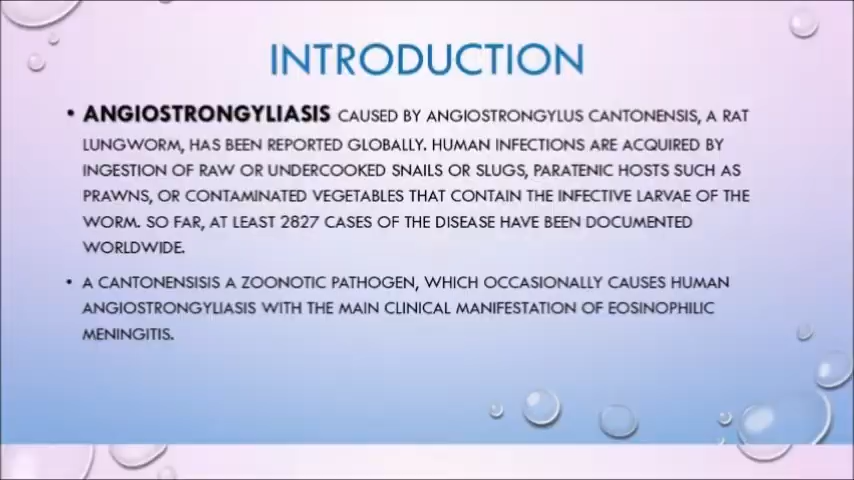 INTRODUCTION
• ANGIOSTRONGYLIASIS CAUSED BY ANGIOSTRONGYLUS CANTONENSIS, A RAT
LUNGWORM, HAS BEEN REPORTED GLOBALLY. HUMAN INFECTIONS ARE ACQUIRED BY
INGESTION OF RAW OR UNDERCOOKED SNAILS OR SLUGS, PARATENIC HOSTS SUCH AS
PRAWNS, OR CONTAMINATED VEGETABLES THAT CONTAIN THE INFECTIVE LARVAE OF THE
WORM. SO FAR, AT LEAST 2827 CASES OF THE DISEASE HAVE BEEN DOCUMENTED
WORLDWIDE.
• A CANTONENSISIS A ZOONOTIC PATHOGEN, WHICH OCCASIONALLY CAUSES HUMAN
ANGIOSTRONGYLIASIS WITH THE MAIN CLINICAL MANIFESTATION OF EOSINOPHILIC
MENINGITIS.